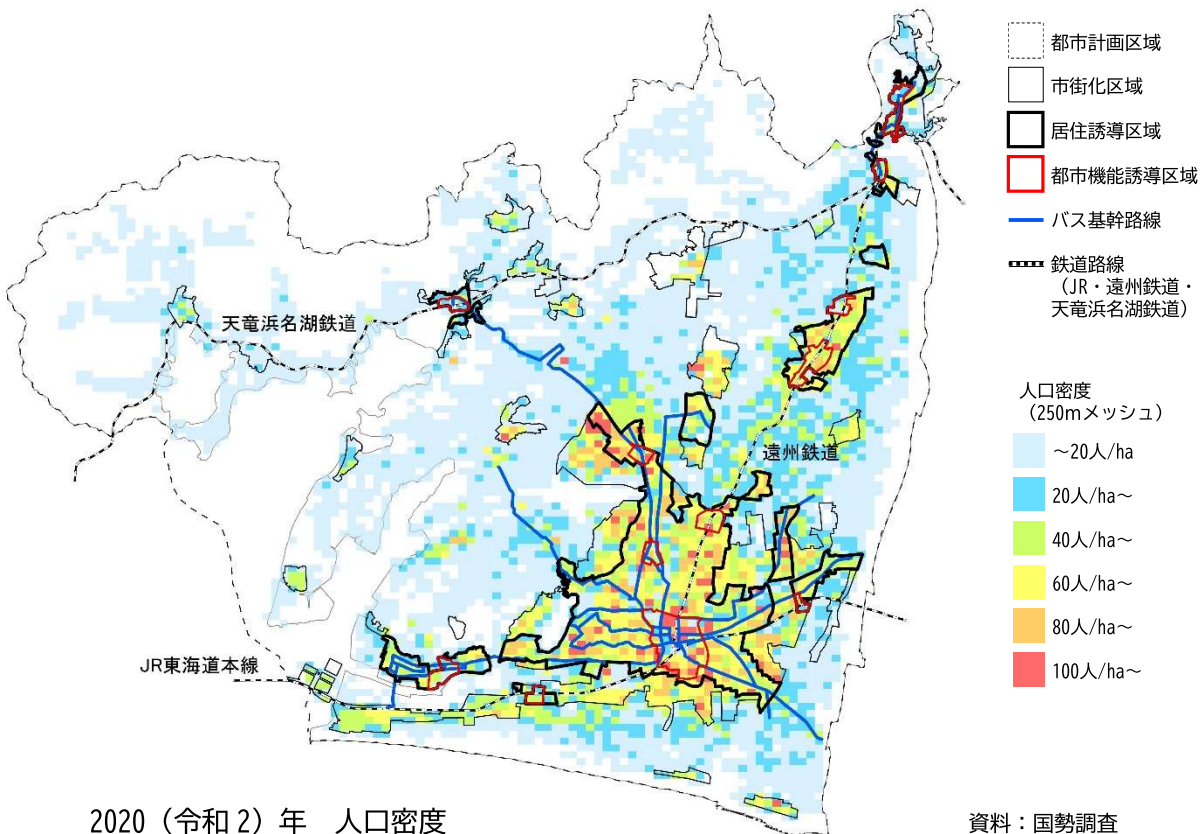 都市計画区域
市街化区域
居住誘導区域
都市機能誘導区域
バス基幹路線
鉄道路線
（JR・遠州鉄道・
天竜浜名湖鉄道）
天竜浜名湖鉄道
遠州鉄道
JR東海道本線
人口密度
（250mメッシュ）
～20人/ha
20人/ha～
40人/ha～
60人/ha～
80人/ha～
100人/ha～
2020（令和2）年　人口密度
資料：国勢調査